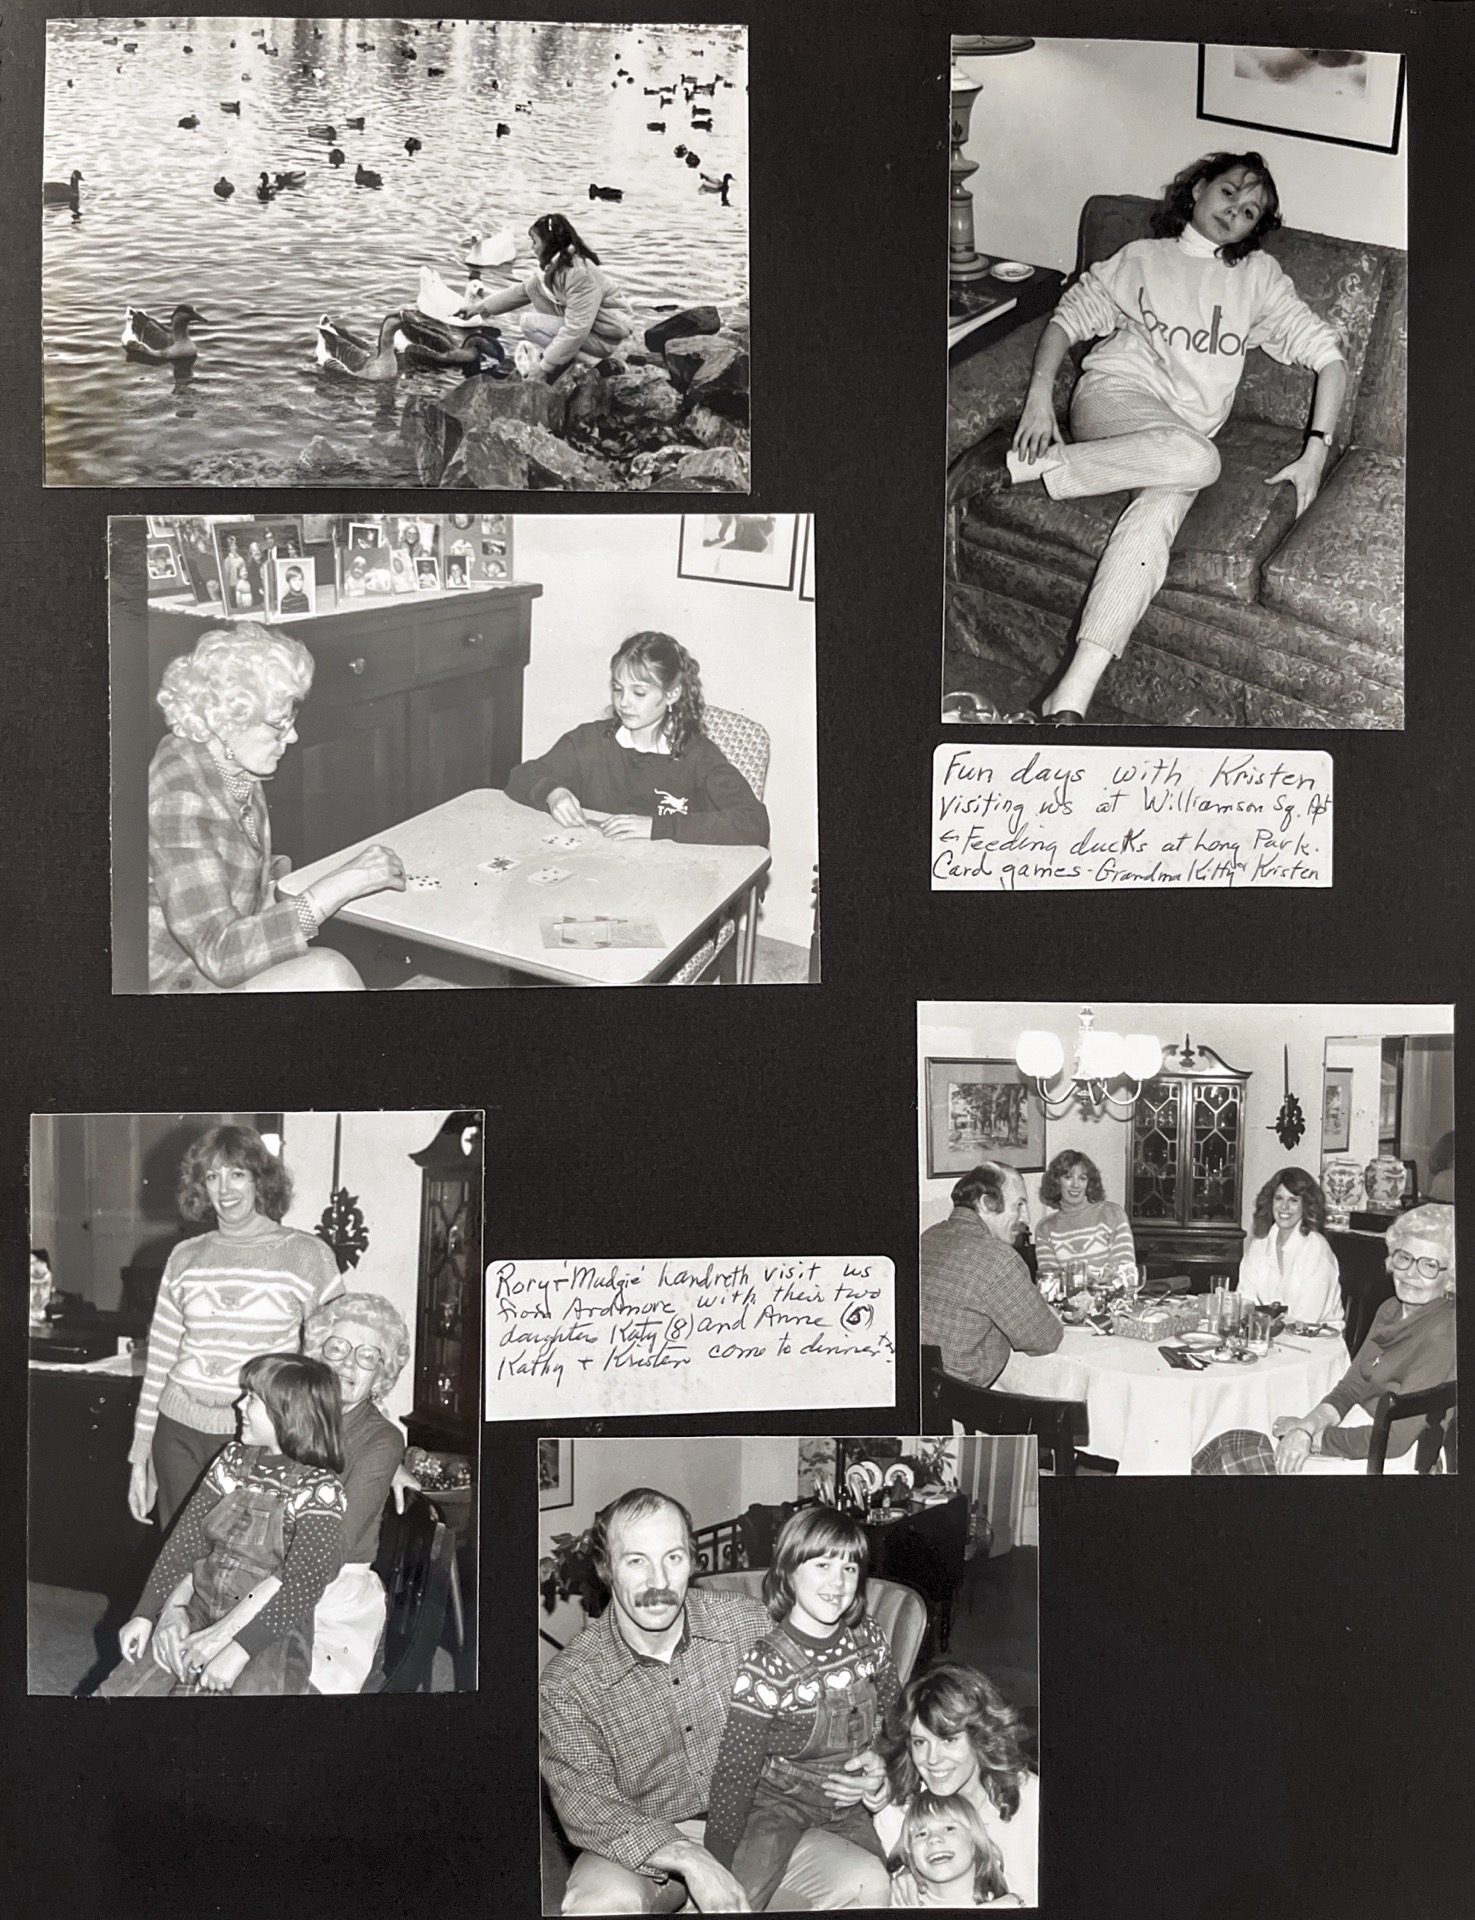 benetton
Fun days with Kristen
visiting us at Williamson Sq. Apt
← Feeding ducks at Long Park.
Card games - Grandma Kitty & Kristen
Rory + 'Mudgie' Landreth visit us
from Ardmore with their two
daughters Katy (8) and Anne (5)
Kathy + Kristen come to dinner